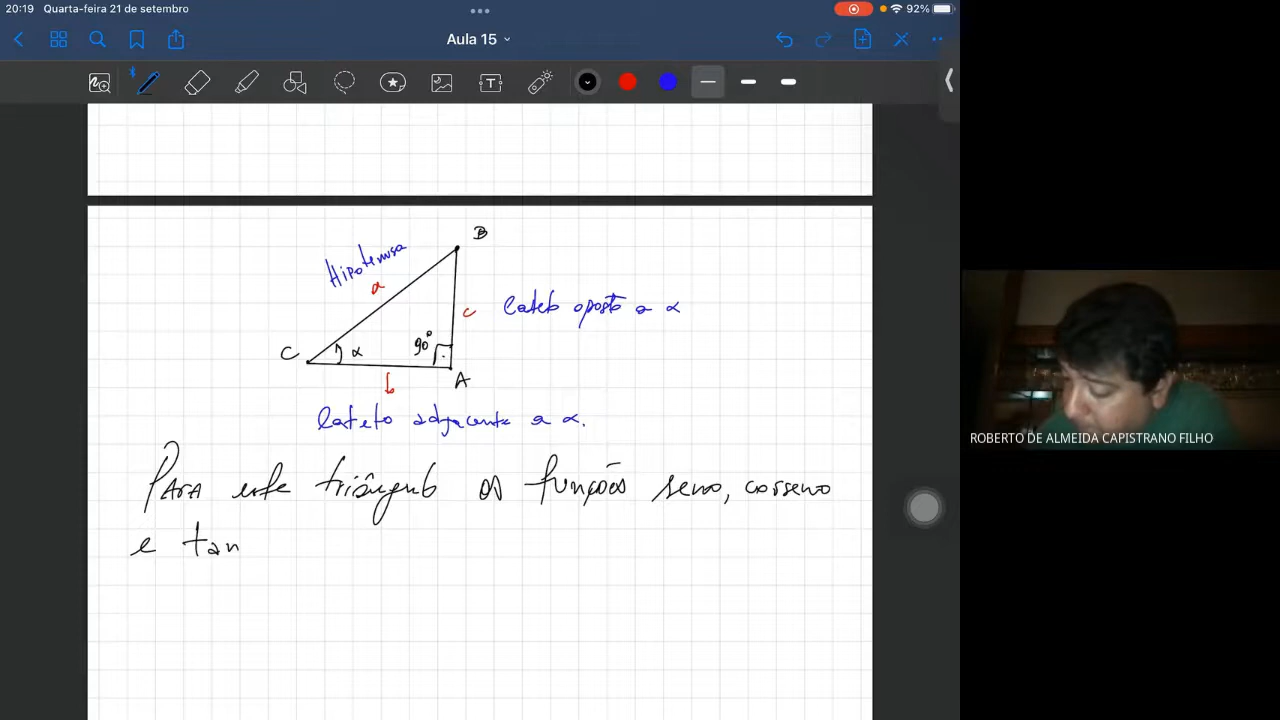 20:19 Quarta-feira 21 de setembro
92%
Aula 15
T
B
Hipotenusa
a
c
Cateto oposto a α
90°
C
α
A
b
Cateto adjacente a α.
Para este triângulo as funções seno, cosseno
e tan
ROBERTO DE ALMEIDA CAPISTRANO FILHO